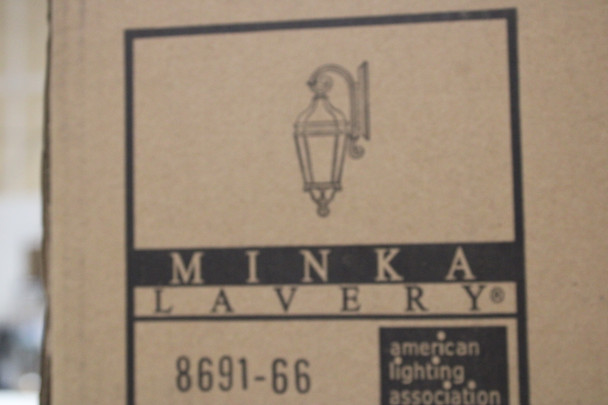 MINKA
LAVERY®
8691-66
american
lighting
association